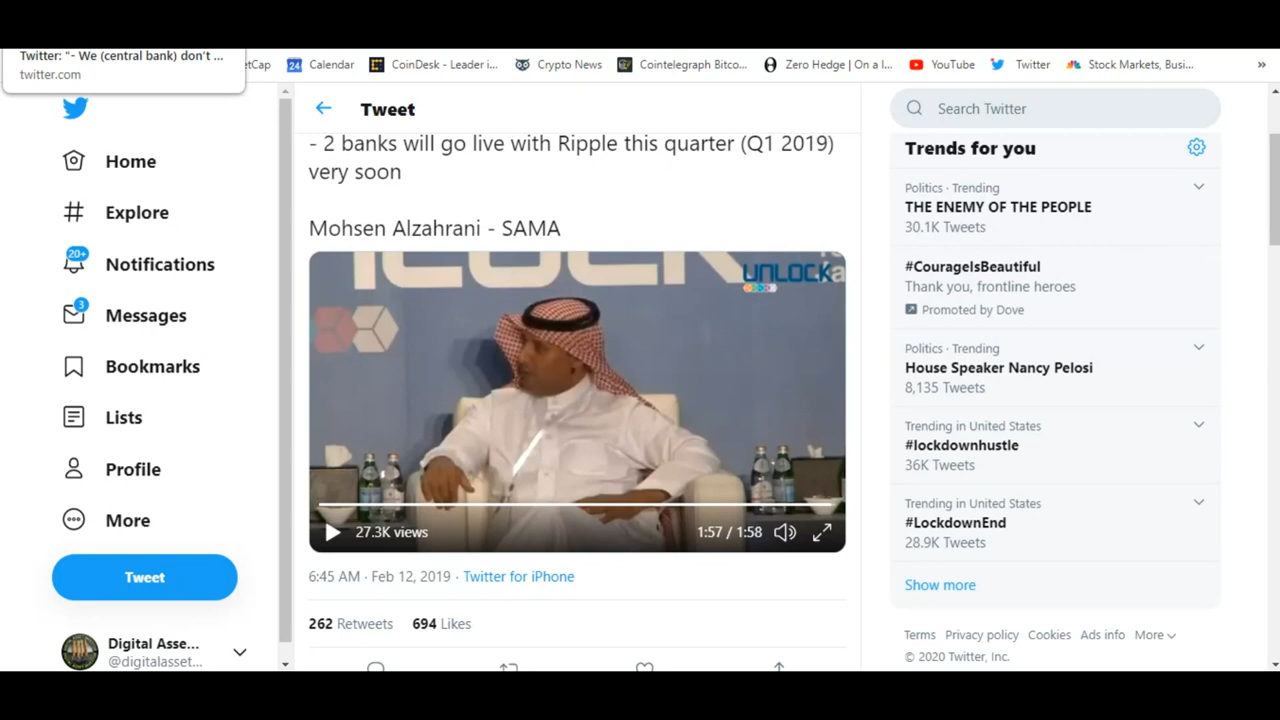 Twitter: "- We (central bank) don't ...
twitter.com
etCap
24
Calendar
CoinDesk - Leader i...
Crypto News
Cointelegraph Bitco...
Zero Hedge | On a l...
YouTube
Twitter
Stock Markets, Busi...
»
Tweet
Search Twitter
- 2 banks will go live with Ripple this quarter (Q1 2019)
very soon
Mohsen Alzahrani - SAMA
UNLOCK
27.3K views
1:57 / 1:58
6:45 AM · Feb 12, 2019 · Twitter for iPhone
262 Retweets 694 Likes
Home
Explore
20+
Notifications
3
Messages
Bookmarks
Lists
Profile
More
Tweet
Digital Asse...
@digitalasset...
Trends for you
Politics · Trending
THE ENEMY OF THE PEOPLE
30.1K Tweets
#CourageIsBeautiful
Thank you, frontline heroes
Promoted by Dove
Politics · Trending
House Speaker Nancy Pelosi
8,135 Tweets
Trending in United States
#lockdownhustle
36K Tweets
Trending in United States
#LockdownEnd
28.9K Tweets
Show more
Terms Privacy policy Cookies Ads info More
© 2020 Twitter, Inc.